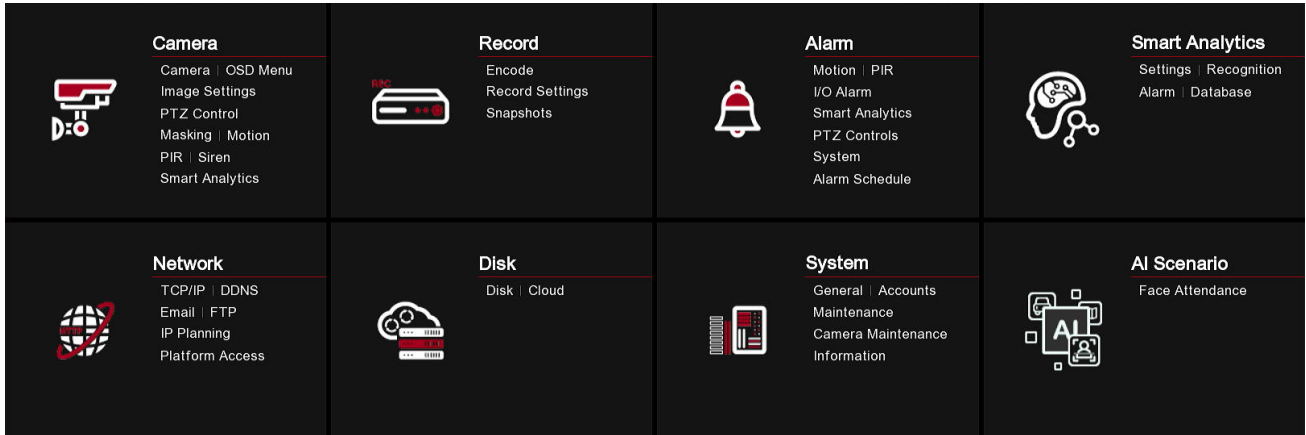 Camera
Camera | OSD Menu
Image Settings
PTZ Control
Masking | Motion
PIR | Siren
Smart Analytics
REC
Record
Encode
Record Settings
Snapshots
Alarm
Motion | PIR
I/O Alarm
Smart Analytics
PTZ Controls
System
Alarm Schedule
Smart Analytics
Settings | Recognition
Alarm | Database
HTTP
Network
TCP/IP | DDNS
Email | FTP
IP Planning
Platform Access
Disk
Disk | Cloud
System
General | Accounts
Maintenance
Camera Maintenance
Information
AI
AI Scenario
Face Attendance